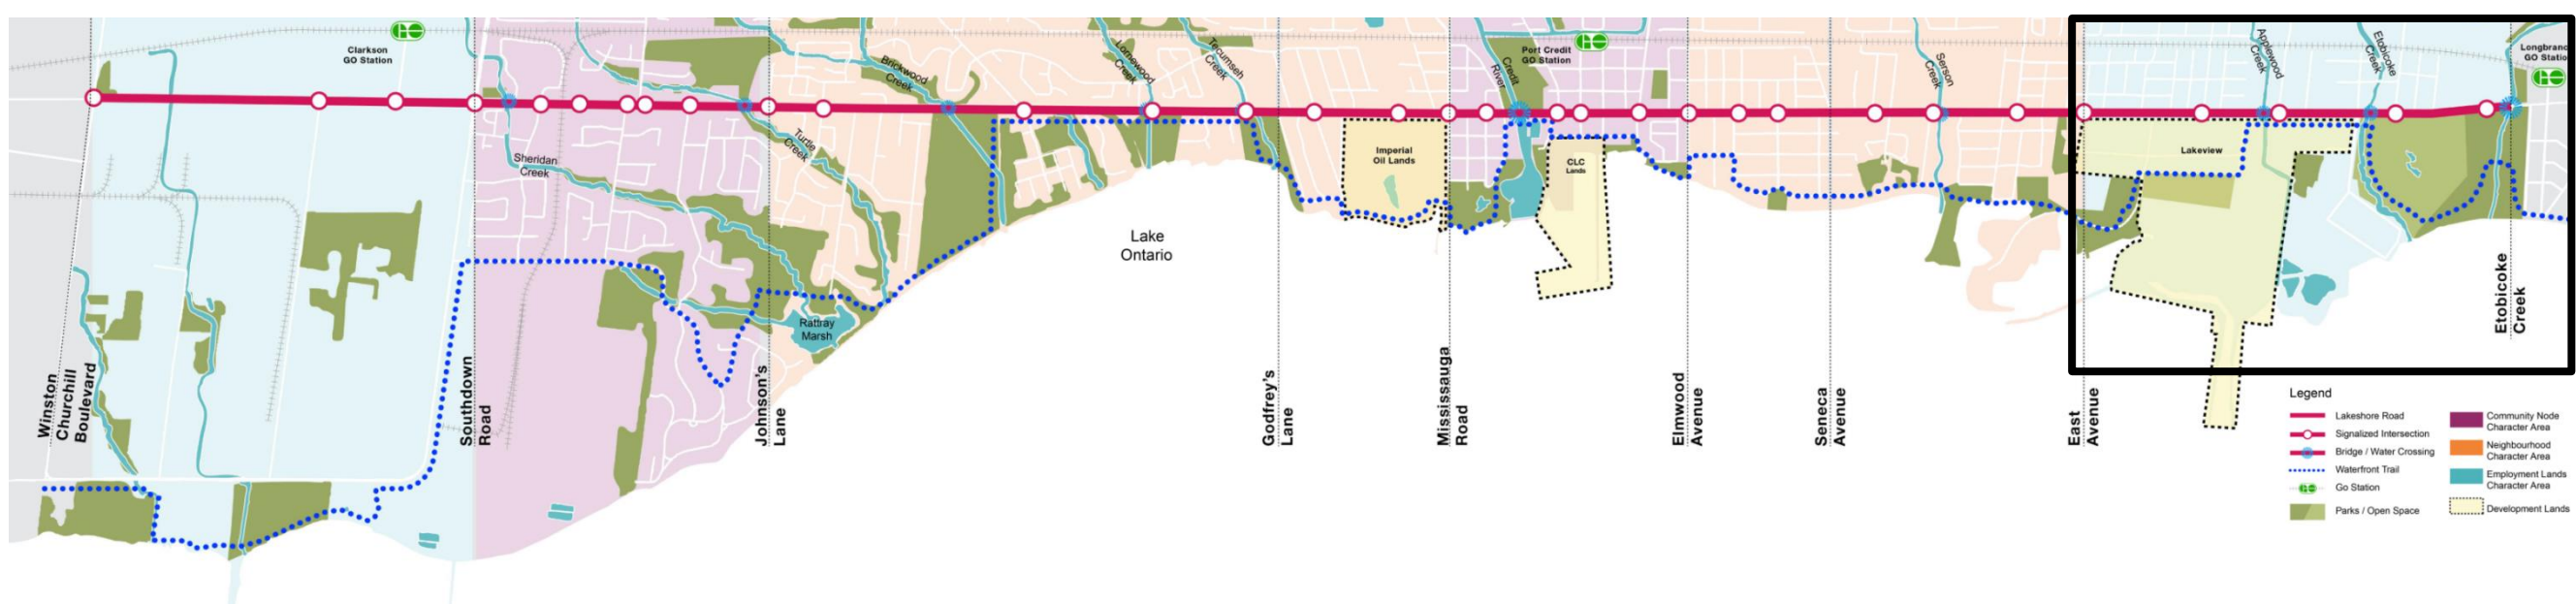 Clarkson
GO Station
Brickwood
Creek
Lornewood
Creek
Tecumseh
Creek
Credit
River
Port Credit
GO Station
Serson
Creek
Applewood
Creek
Etobicoke
Creek
Longbranc
GO Statio
Sheridan
Creek
Turtle
Creek
Imperial
Oil Lands
CLC
Lands
Lakeview
Lake
Ontario
Rattray
Marsh
Winston
Churchill
Boulevard
Southdown
Road
Johnson's
Lane
Godfrey's
Lane
Mississauga
Road
Elmwood
Avenue
Seneca
Avenue
East
Avenue
Etobicoke
Creek
Legend
Lakeshore Road
Signalized Intersection
Bridge / Water Crossing
Waterfront Trail
Go Station
Parks / Open Space
Community Node
Character Area
Neighbourhood
Character Area
Employment Lands
Character Area
Development Lands